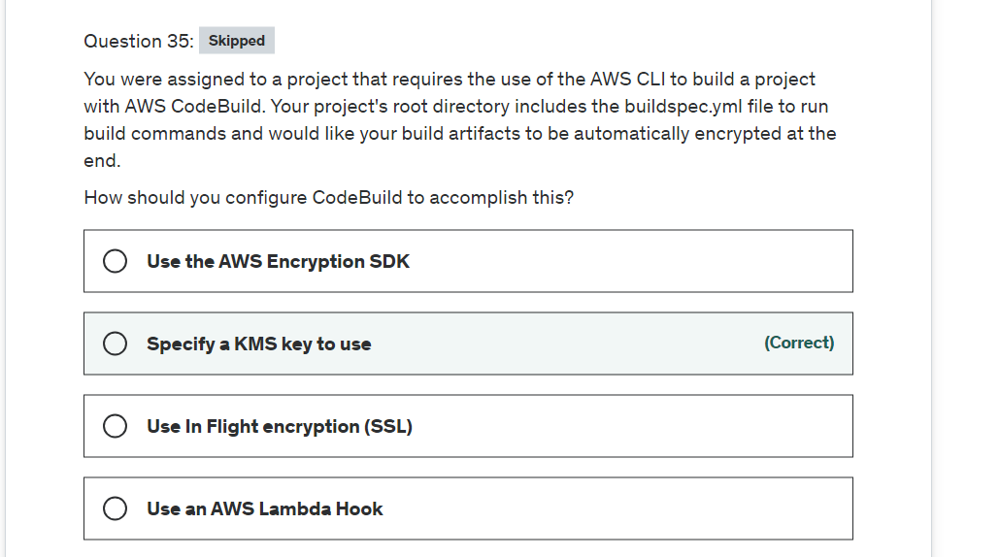 Question 35: Skipped
You were assigned to a project that requires the use of the AWS CLI to build a project
with AWS CodeBuild. Your project's root directory includes the buildspec.yml file to run
build commands and would like your build artifacts to be automatically encrypted at the
end.
How should you configure CodeBuild to accomplish this?
Use the AWS Encryption SDK
Specify a KMS key to use (Correct)
Use In Flight encryption (SSL)
Use an AWS Lambda Hook